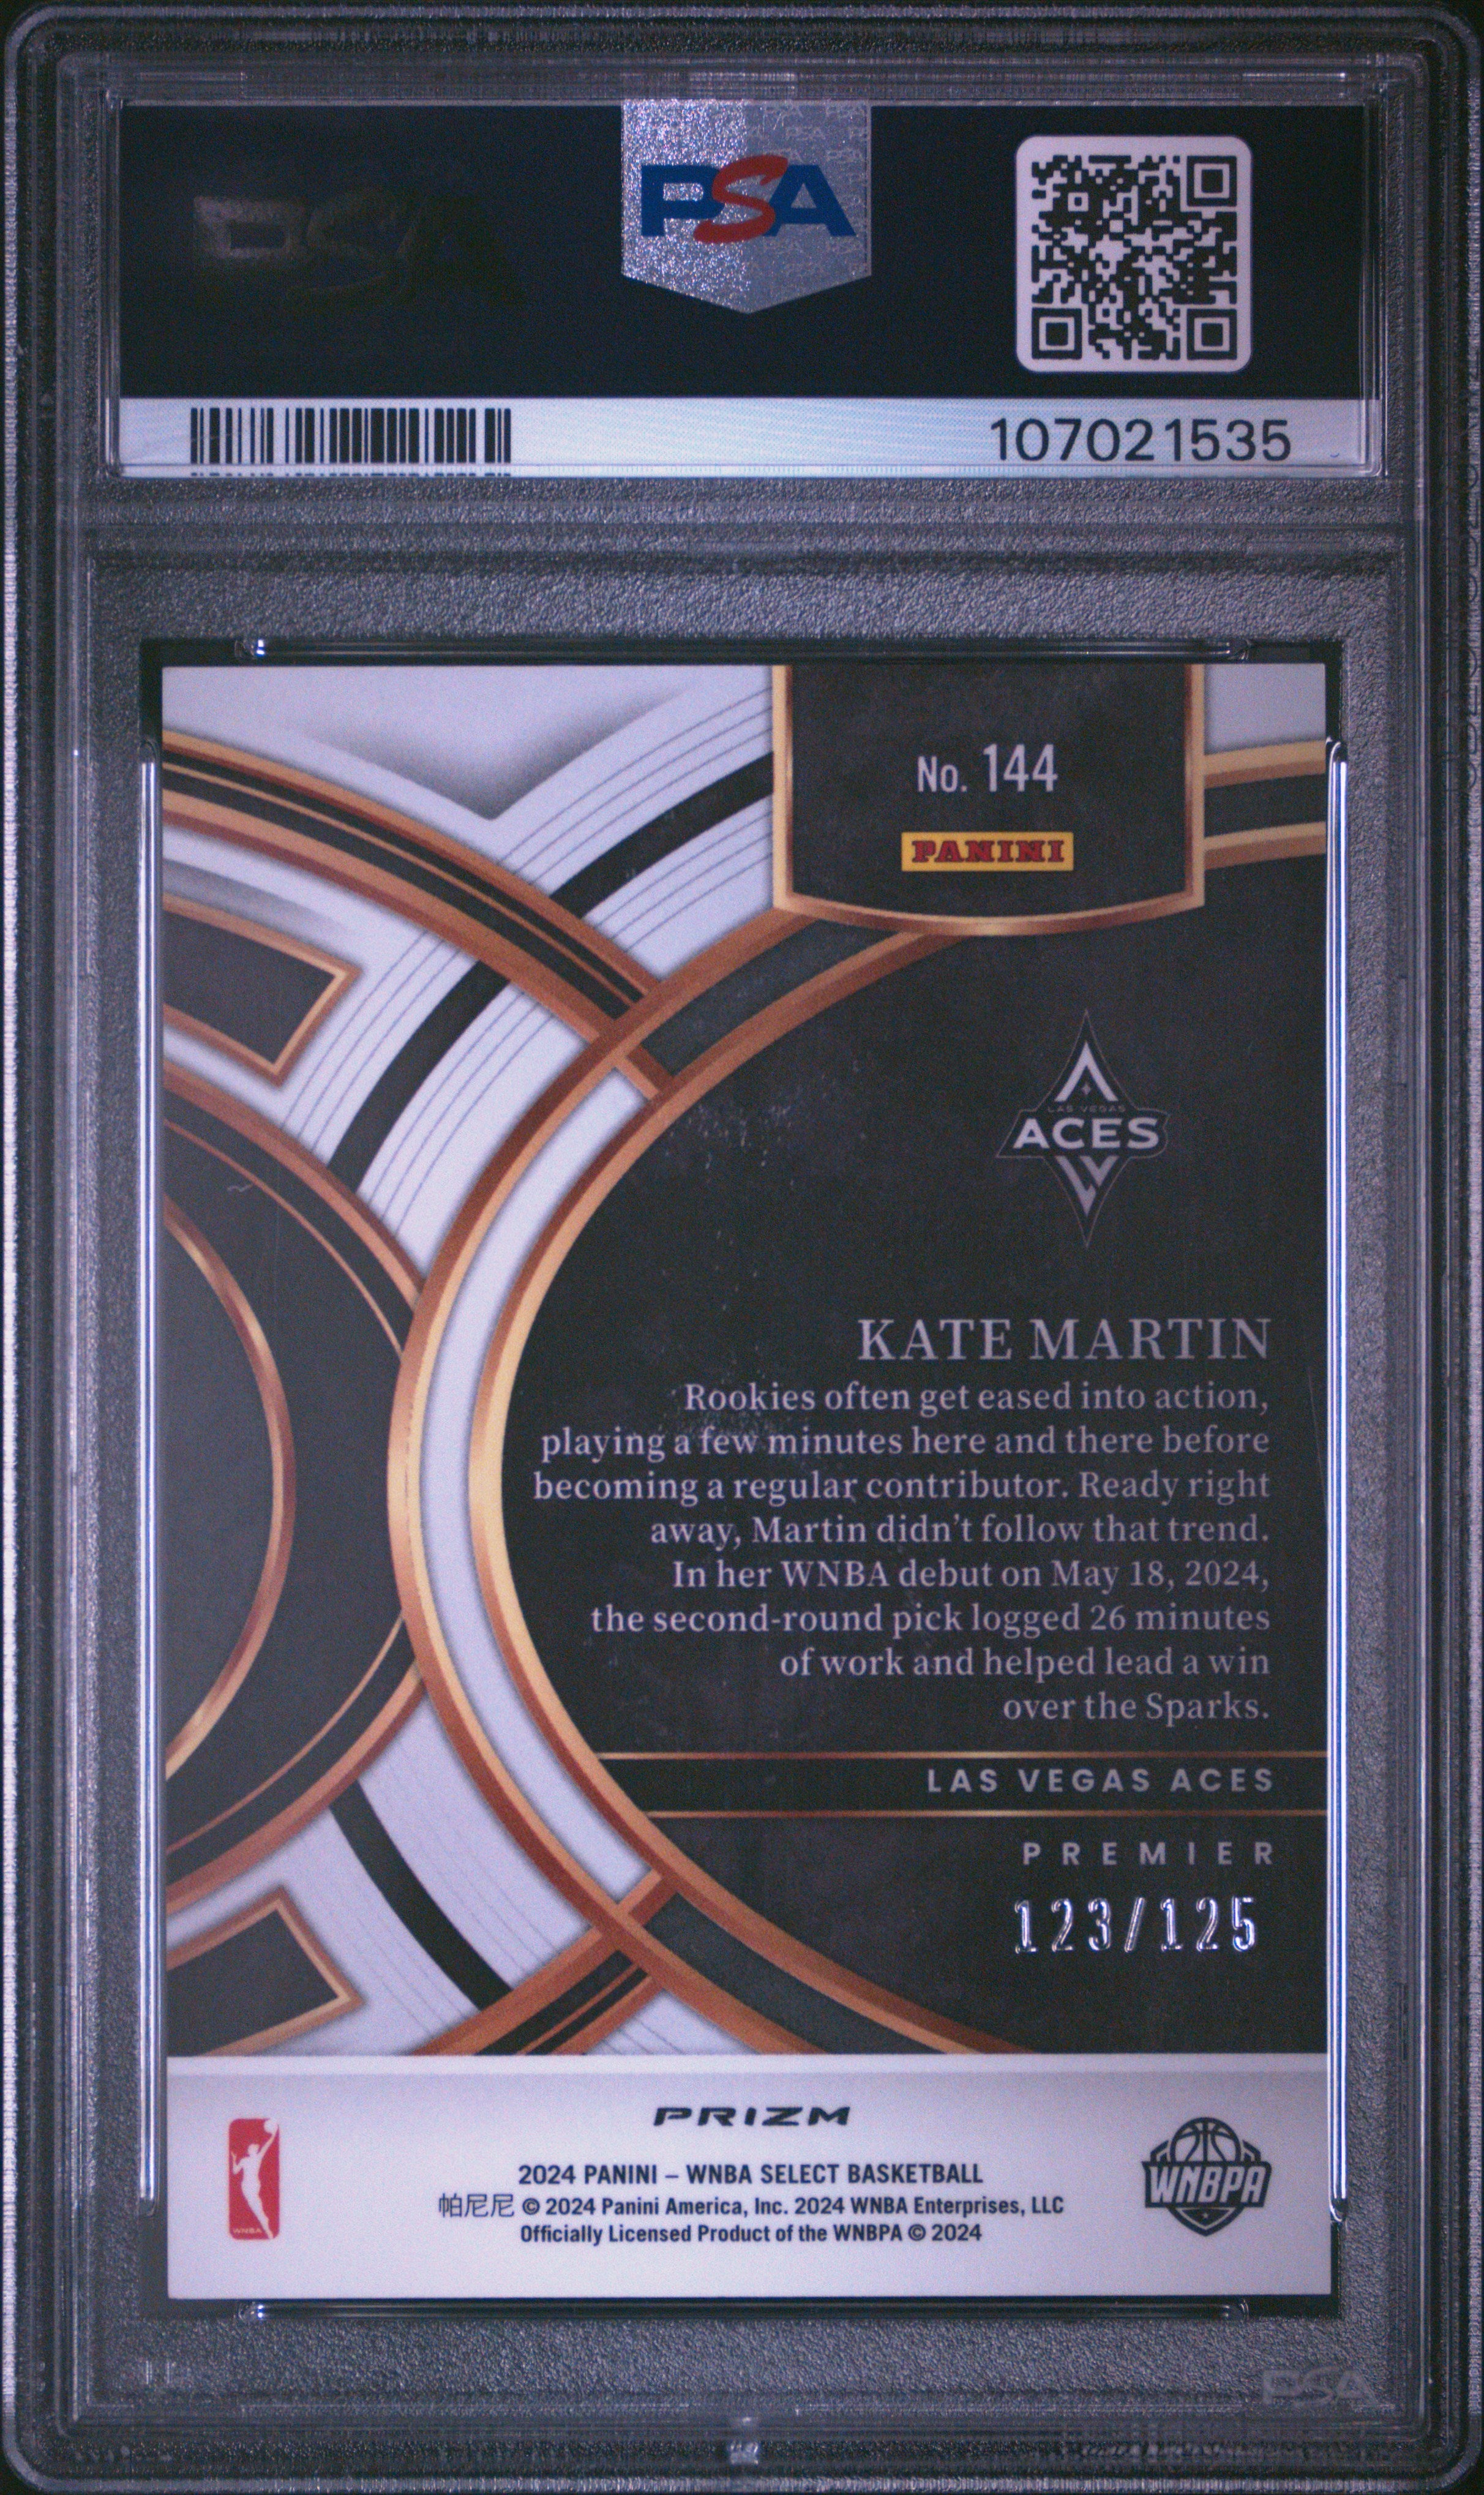 PSA
107021535
No. 144
PANINI
LAS VEGAS
ACES
LV
KATE MARTIN
Rookies often get eased into action,
playing a few minutes here and there before
becoming a regular contributor. Ready right
away, Martin didn't follow that trend.
In her WNBA debut on May 18, 2024,
the second-round pick logged 26 minutes
of work and helped lead a win
over the Sparks.
LAS VEGAS ACES
PREMIER
123/125
PRIZM
2024 PANINI – WNBA SELECT BASKETBALL
帕尼尼 © 2024 Panini America, Inc. 2024 WNBA Enterprises, LLC
Officially Licensed Product of the WNBPA © 2024
WNBA
WNBPA
PSA